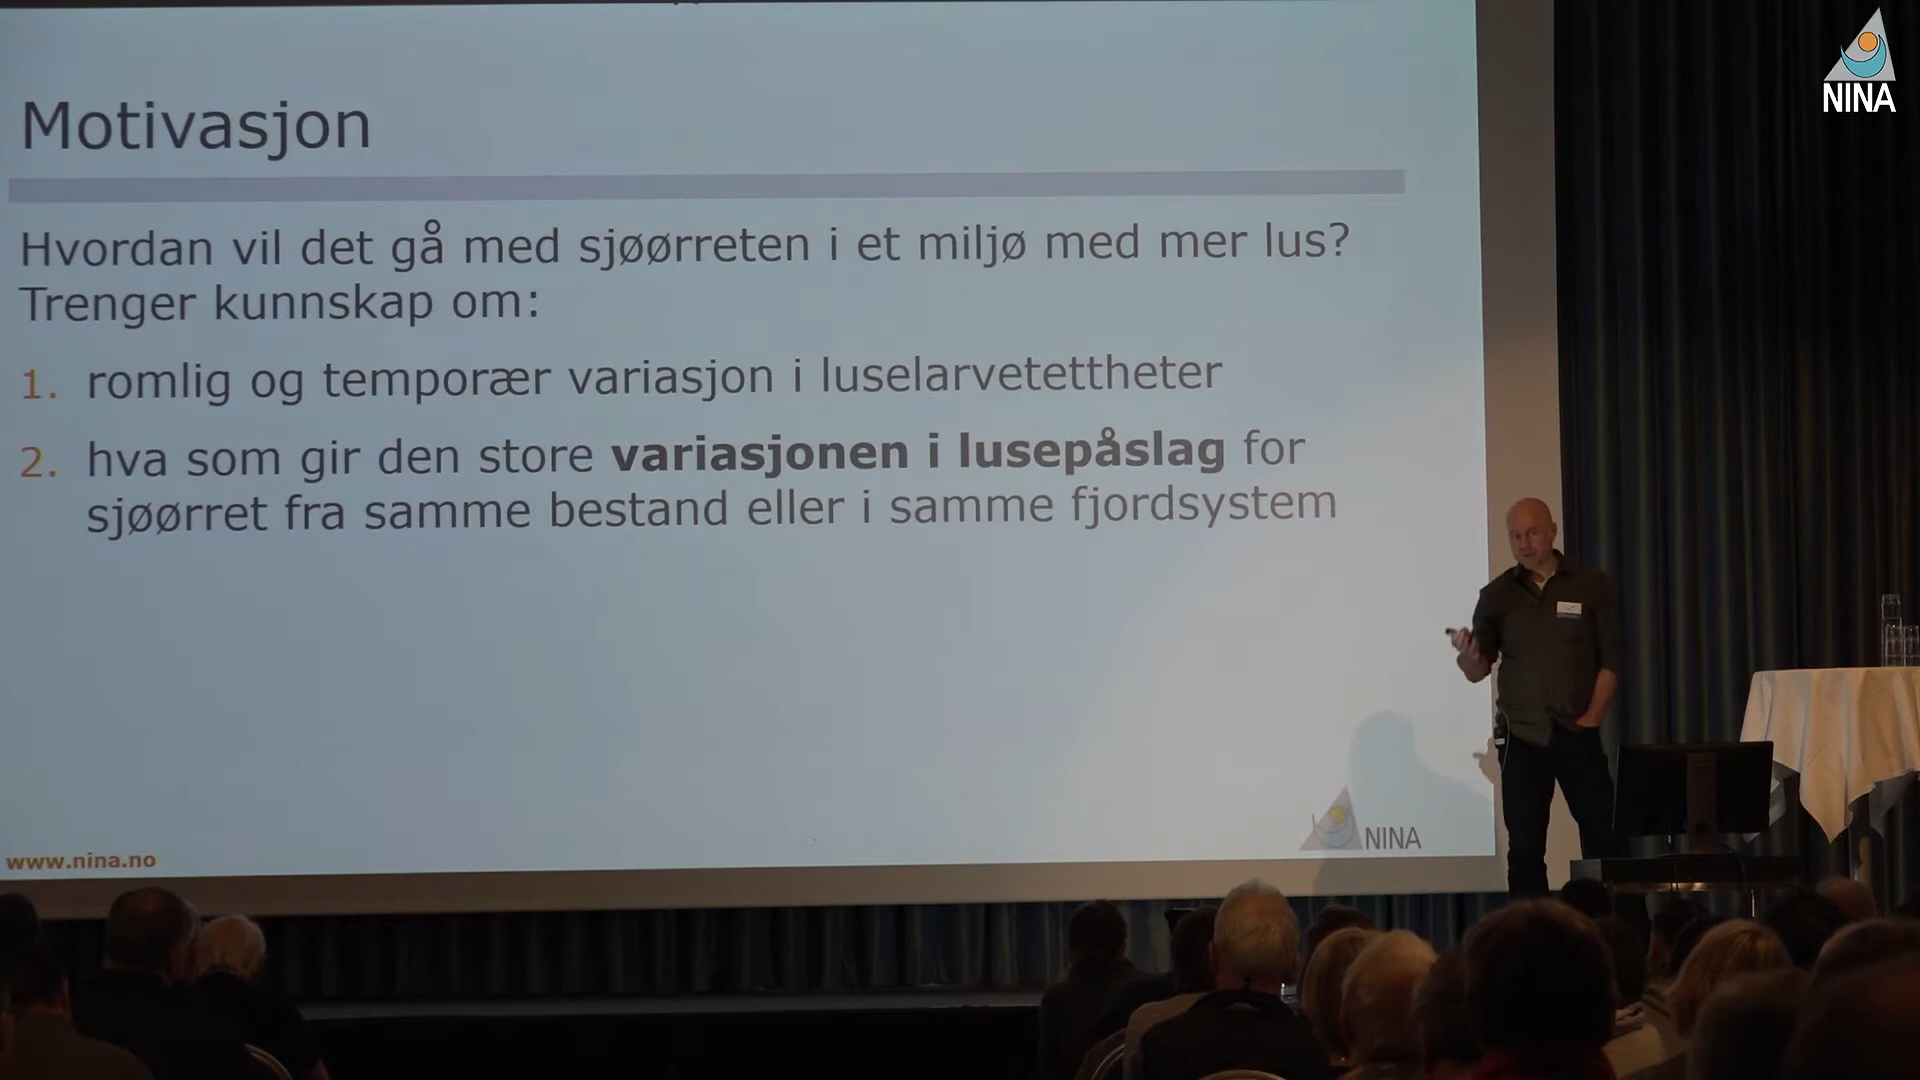 NINA
Motivasjon
Hvordan vil det gå med sjøørreten i et miljø med mer lus?
Trenger kunnskap om:
1. romlig og temporær variasjon i luselarvetettheter
2. hva som gir den store variasjonen i lusepåslag for
sjøørret fra samme bestand eller i samme fjordsystem
www.nina.no
NINA